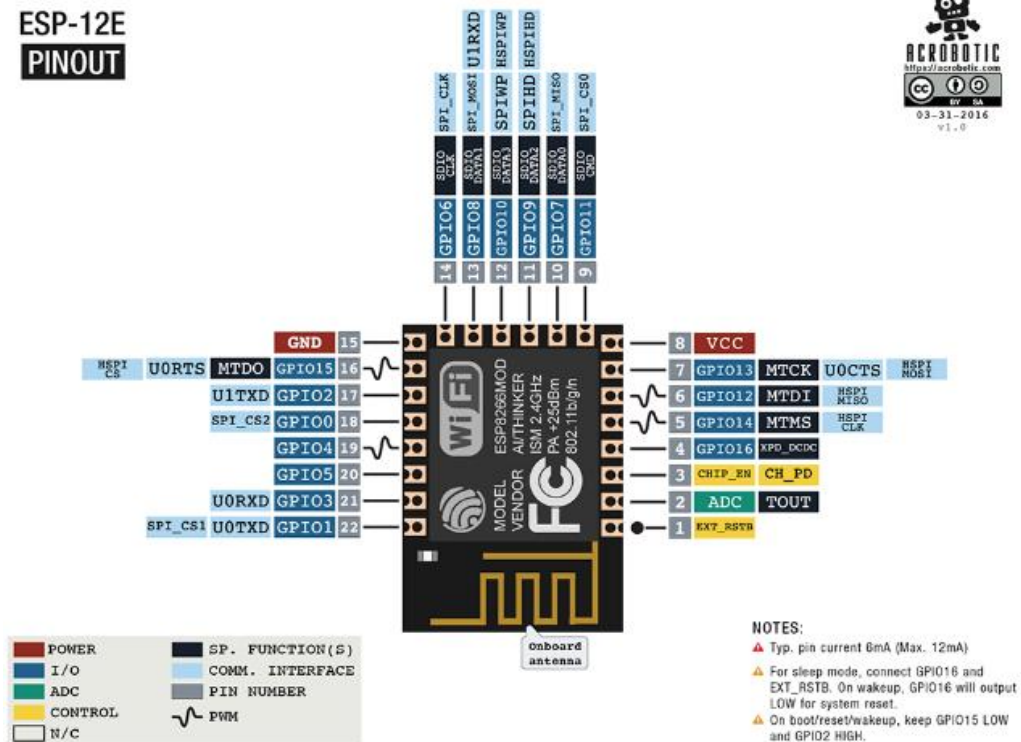 ESP-12E
PINOUT
ACROBOTIC
https://acrobotic.com
CC BY SA
03-31-2016
v1.0
SPI_CLK
SDIO CLK
GPIO6
14
U1RXD
SPI_MOSI
SDIO DATA1
GPIO8
13
HSPIWP
SPIWP
SDIO DATA3
GPIO10
12
HSPIHD
SPIHD
SDIO DATA2
GPIO9
11
SPI_MISO
SDIO DATA0
GPIO7
10
SPI_CS0
SDIO CMD
GPIO11
9
GND 15
HSPI CS U0RTS MTDO GPIO15 16
U1TXD GPIO2 17
SPI_CS2 GPIO0 18
GPIO4 19
GPIO5 20
U0RXD GPIO3 21
SPI_CS1 U0TXD GPIO1 22
WiFi
MODEL ESP8266MOD
VENDOR AI/THINKER
ISM 2.4GHz
PA +25dBm
802.11b/g/n
FC
8 VCC
7 GPIO13 MTCK U0CTS HSPI MOSI
6 GPIO12 MTDI HSPI MISO
5 GPIO14 MTMS HSPI CLK
4 GPIO16 XPD_DCDC
3 CHIP_EN CH_PD
2 ADC TOUT
1 EXT_RSTB
Onboard
antenna
POWER
I/O
ADC
CONTROL
N/C
SP. FUNCTION(S)
COMM. INTERFACE
PIN NUMBER
PWM
NOTES:
Typ. pin current 6mA (Max. 12mA)
For sleep mode, connect GPIO16 and
EXT_RSTB. On wakeup, GPIO16 will output
LOW for system reset.
On boot/reset/wakeup, keep GPIO15 LOW
and GPIO2 HIGH.